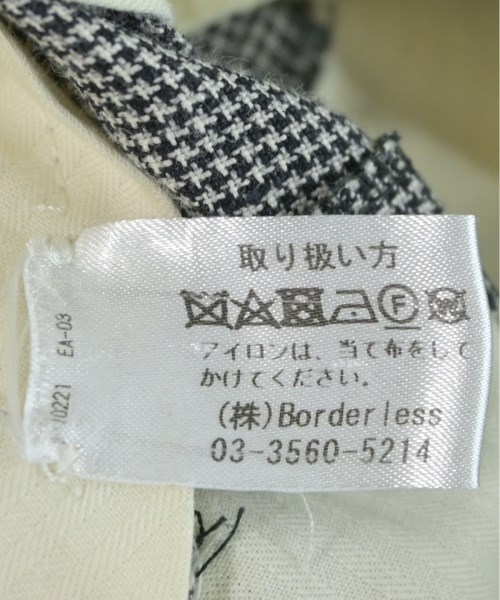 取り扱い方
F W
アイロンは、当て布をして
かけてください。
(株)Borderless
03-3560-5214
EA-03
10221